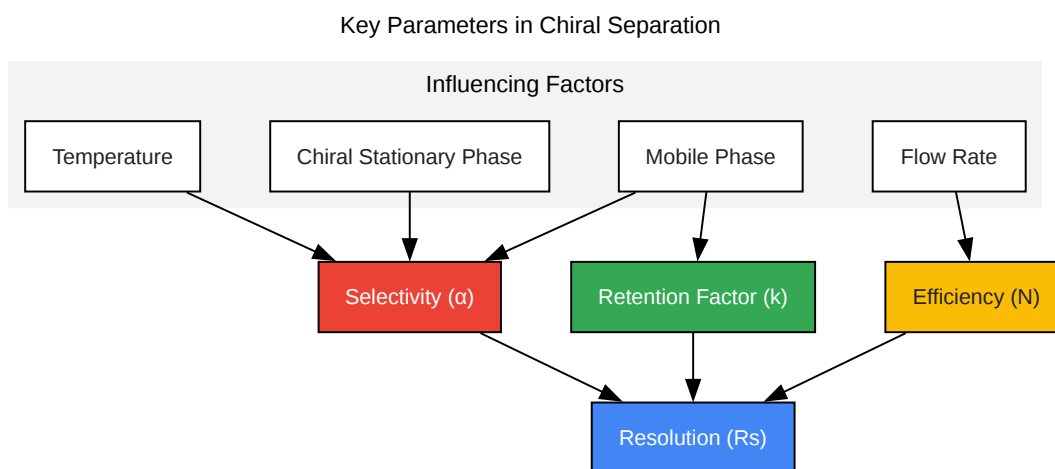 Key Parameters in Chiral Separation
Influencing Factors
Temperature
Chiral Stationary Phase
Mobile Phase
Flow Rate
Selectivity (α)
Retention Factor (k)
Efficiency (N)
Resolution (Rs)